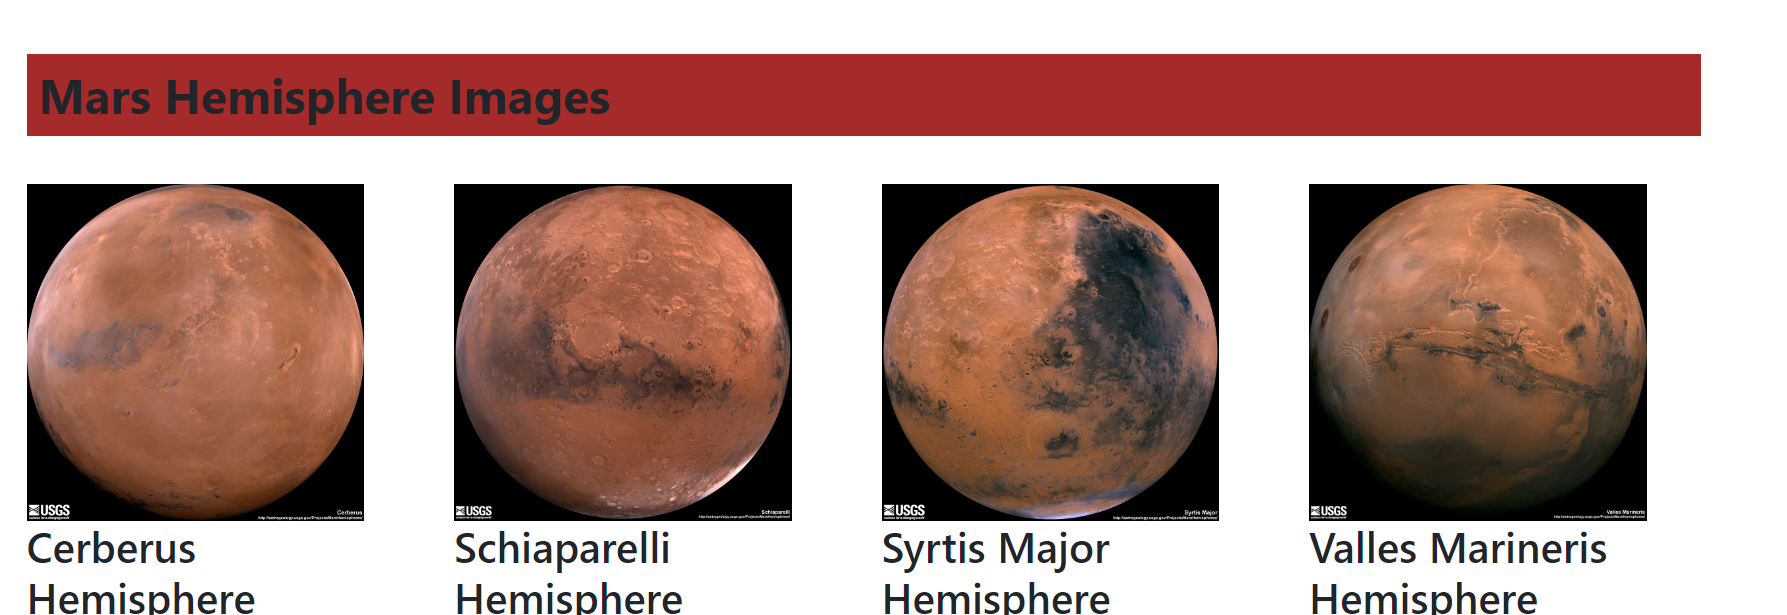 Mars Hemisphere Images
USGS
Cerberus
USGS
Schiaparelli
USGS
Syrtis Major
USGS
Valles Marineris
Cerberus
Hemisphere
Schiaparelli
Hemisphere
Syrtis Major
Hemisphere
Valles Marineris
Hemisphere